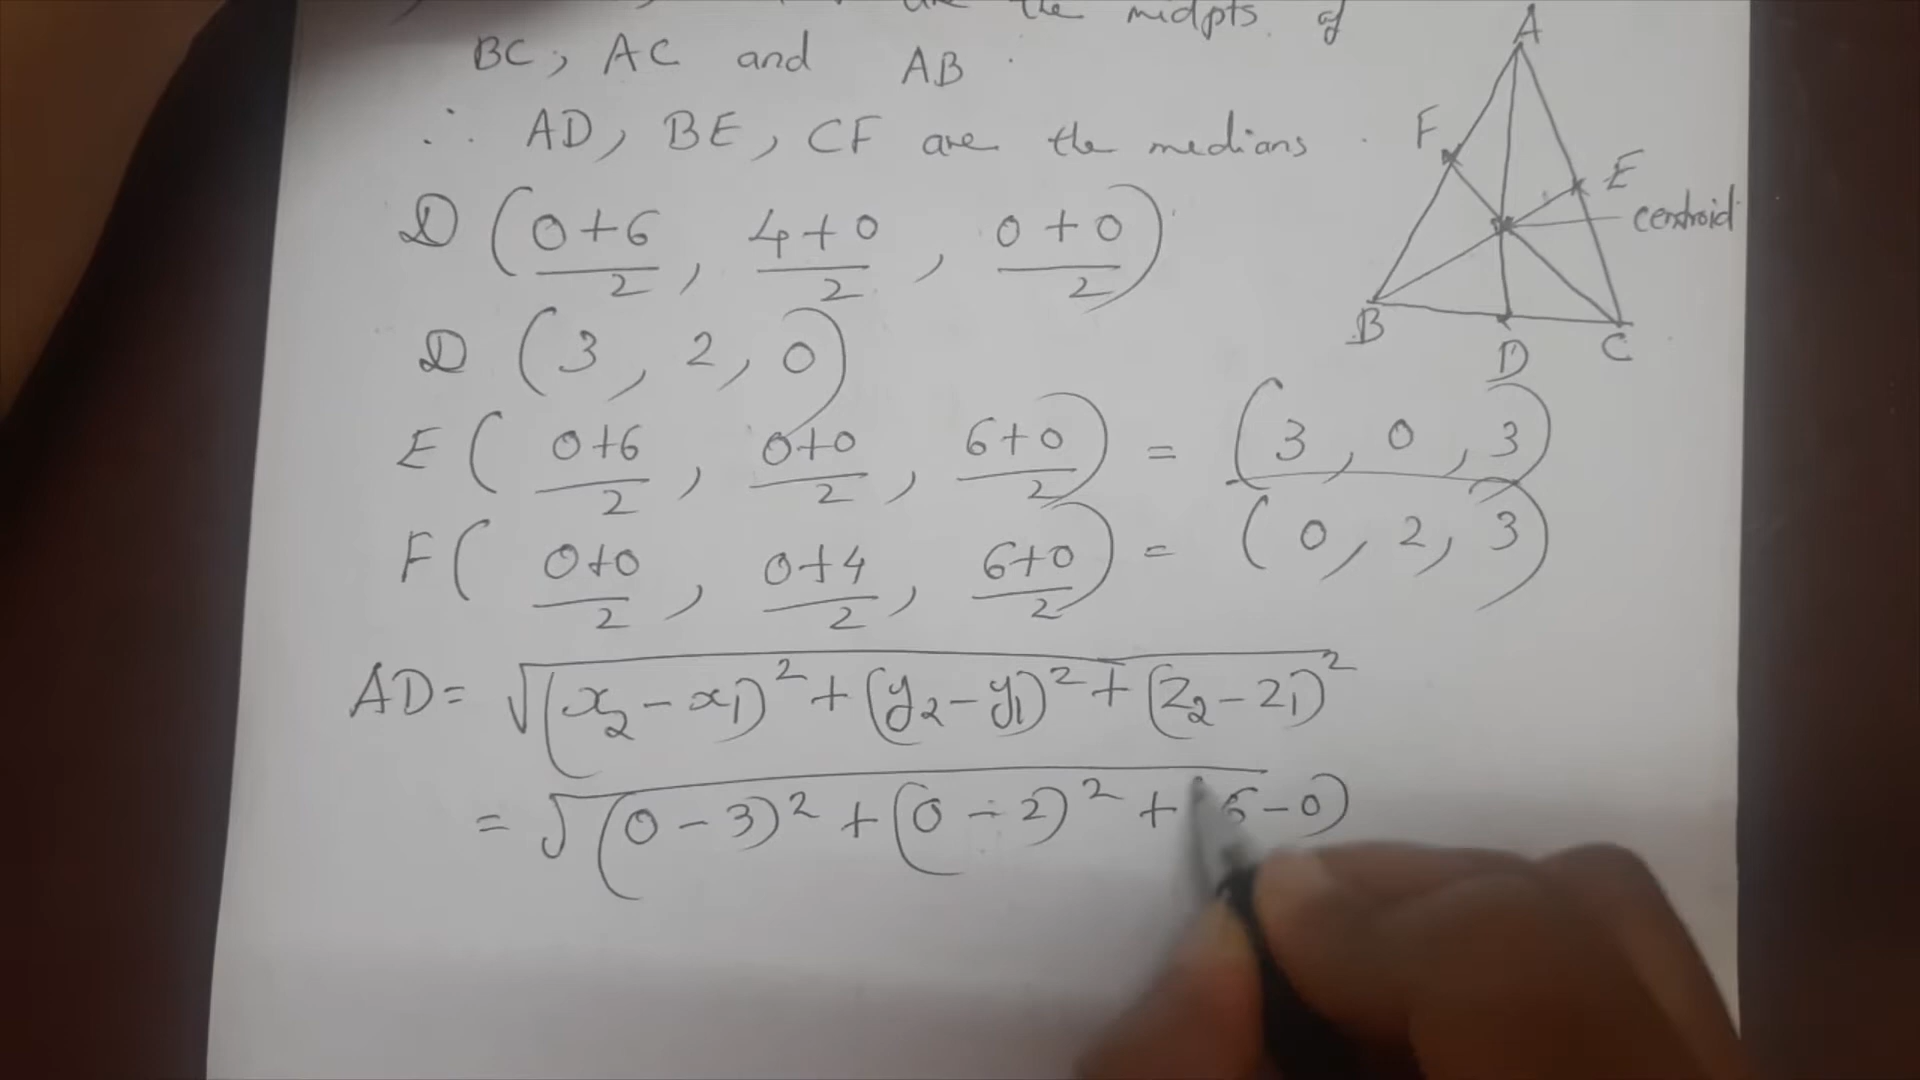 the midpts of
BC, AC and AB.
∴ AD, BE, CF are the medians.
D (0+6/2, 4+0/2, 0+0/2)
D (3, 2, 0)
E (0+6/2, 0+0/2, 6+0/2) = (3, 0, 3)
F (0+0/2, 0+4/2, 6+0/2) = (0, 2, 3)
AD = √(x₂-x₁)² + (y₂-y₁)² + (z₂-z₁)²
= √(0-3)² + (0-2)² + (6-0)
A
F
E
centroid
B
D
C